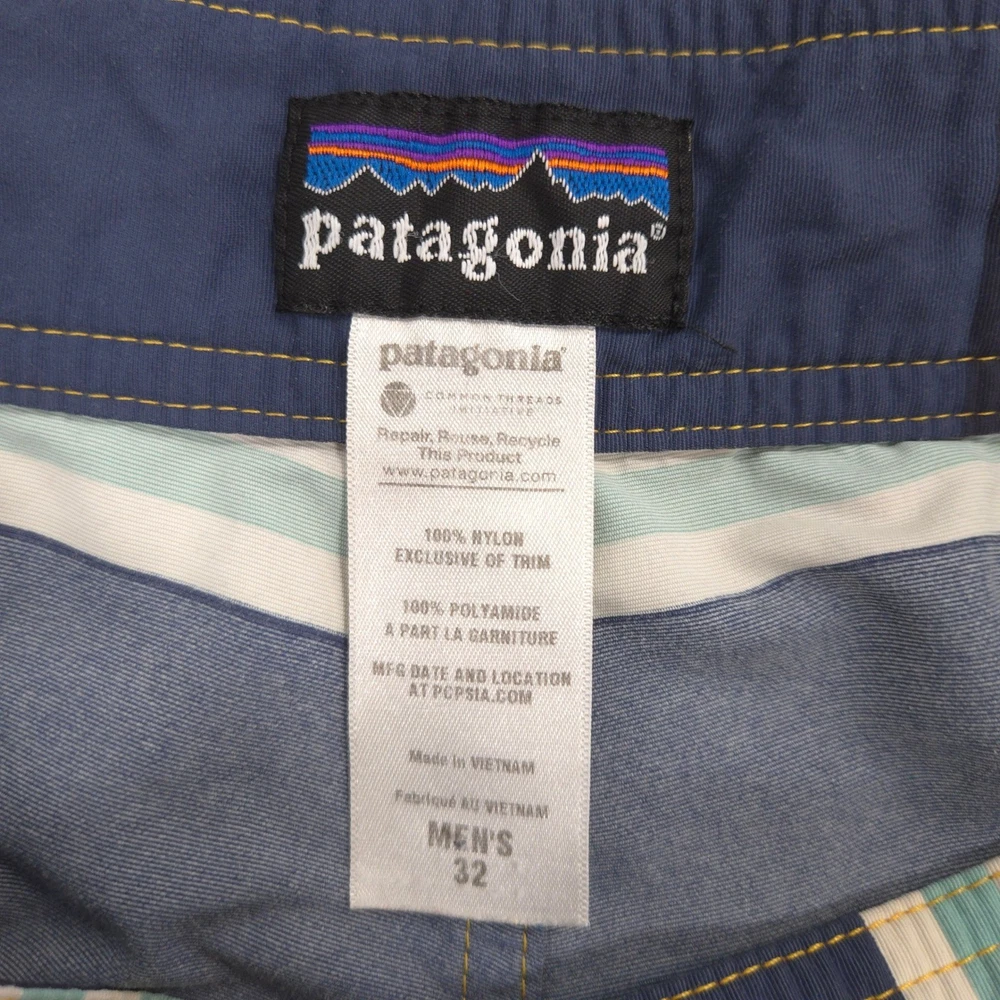 patagonia®
patagonia®
COMMON THREADS
INITIATIVE
Repair, Reuse, Recycle
This Product
www.patagonia.com
100% NYLON
EXCLUSIVE OF TRIM
100% POLYAMIDE
A PART LA GARNITURE
MFG DATE AND LOCATION
AT PCPSIA.COM
Made in VIETNAM
Fabriqué AU VIETNAM
MEN'S
32